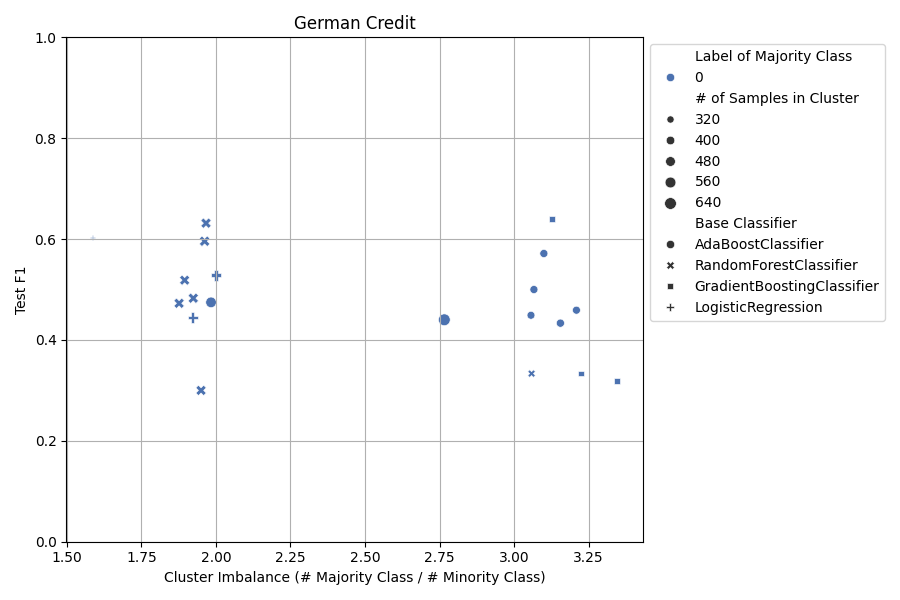 German Credit
1.0
0.8
0.6
0.4
0.2
0.0
Test F1
1.50 1.75 2.00 2.25 2.50 2.75 3.00 3.25
Cluster Imbalance (# Majority Class / # Minority Class)
Label of Majority Class
0
# of Samples in Cluster
320
400
480
560
640
Base Classifier
AdaBoostClassifier
RandomForestClassifier
GradientBoostingClassifier
LogisticRegression